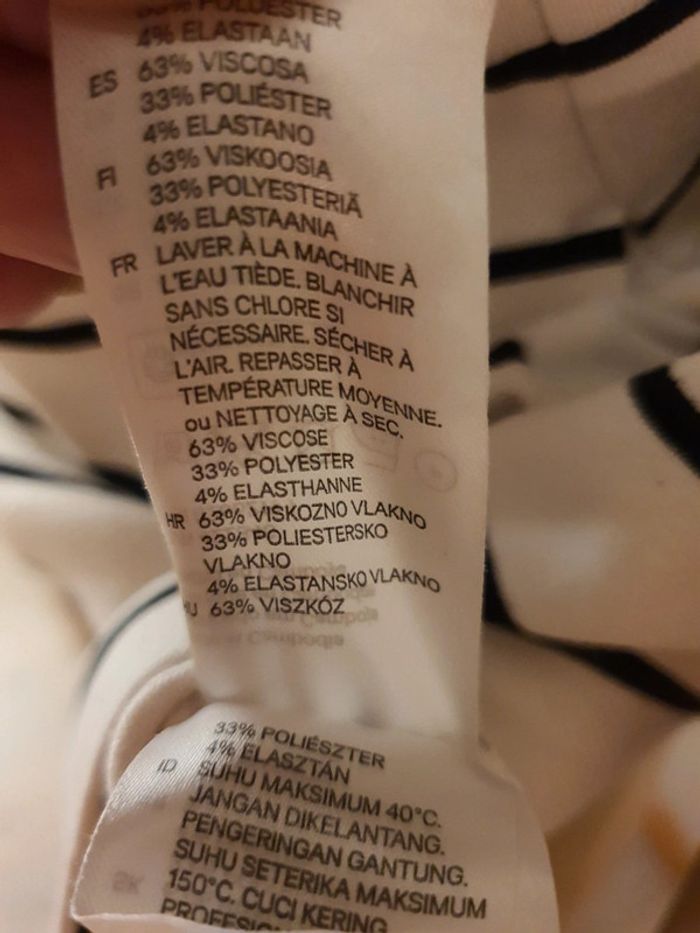 33% POLUESTER
4% ELASTAAN
ES 63% VISCOSA
33% POLIÉSTER
4% ELASTANO
FI 63% VISKOOSIA
33% POLYESTERIÄ
4% ELASTAANIA
FR LAVER À LA MACHINE À
L'EAU TIÈDE. BLANCHIR
SANS CHLORE SI
NÉCESSAIRE. SÉCHER À
L'AIR. REPASSER À
TEMPÉRATURE MOYENNE.
ou NETTOYAGE À SEC.
63% VISCOSE
33% POLYESTER
4% ELASTHANNE
HR 63% VISKOZNO VLAKNO
33% POLIESTERSKO
VLAKNO
4% ELASTANSKO VLAKNO
HU 63% VISZKÓZ
33% POLIÉSZTER
4% ELASZTÁN
ID SUHU MAKSIMUM 40°C.
JANGAN DIKELANTANG.
PENGERINGAN GANTUNG.
SUHU SETERIKA MAKSIMUM
150°C. CUCI KERING